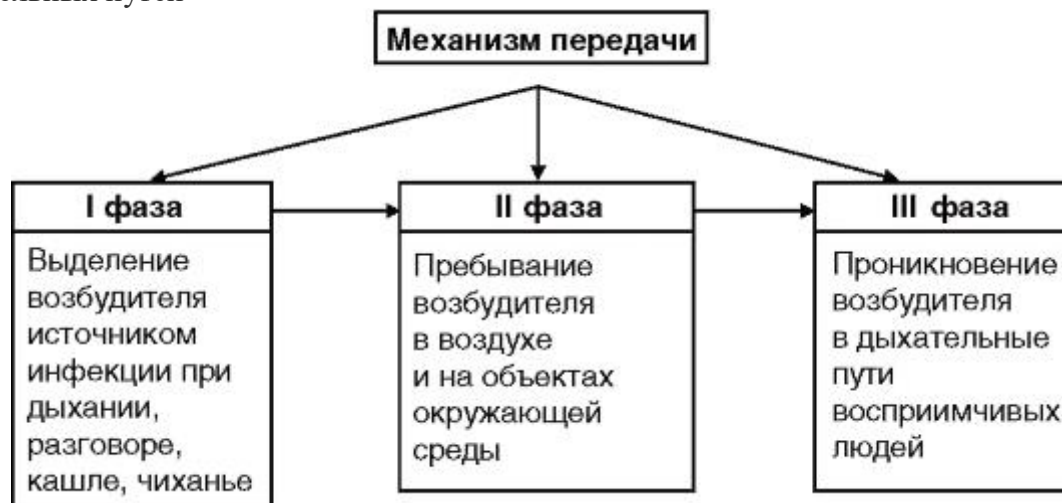 Механизм передачи
I фаза
Выделение
возбудителя
источником
инфекции при
дыхании,
разговоре,
кашле, чиханье
II фаза
Пребывание
возбудителя
в воздухе
и на объектах
окружающей
среды
III фаза
Проникновение
возбудителя
в дыхательные
пути
восприимчивых
людей